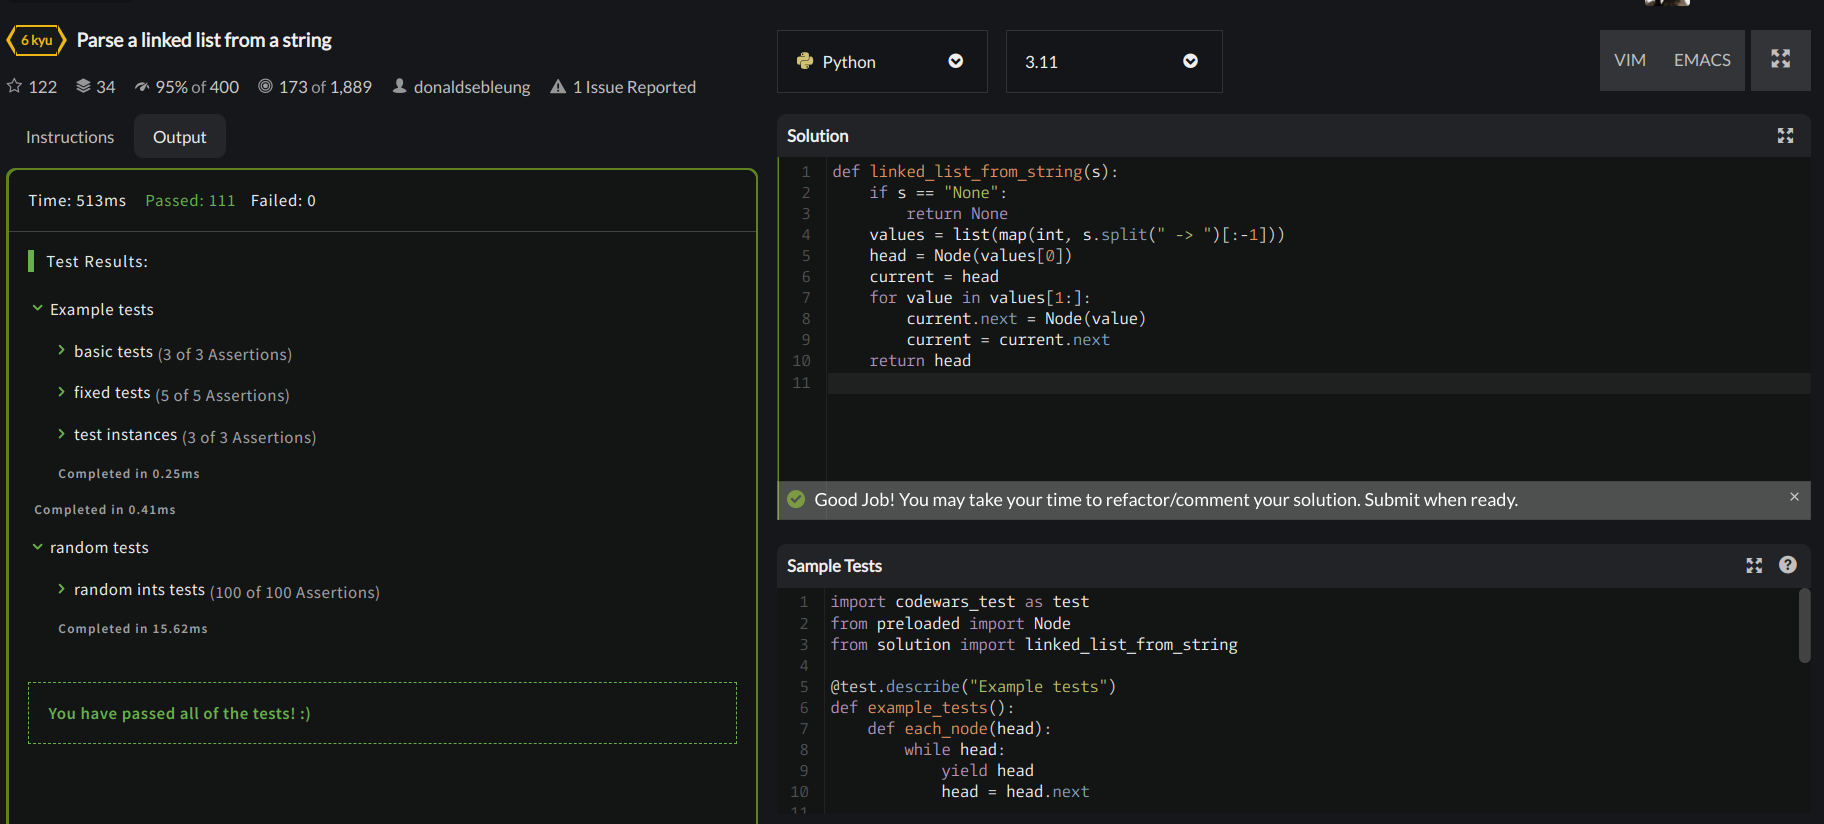 6 kyu Parse a linked list from a string
122 34 95% of 400 173 of 1,889 donaldsebleung 1 Issue Reported
Instructions Output
Time: 513ms Passed: 111 Failed: 0
Test Results:
Example tests
basic tests (3 of 3 Assertions)
fixed tests (5 of 5 Assertions)
test instances (3 of 3 Assertions)
Completed in 0.25ms
Completed in 0.41ms
random tests
random ints tests (100 of 100 Assertions)
Completed in 15.62ms
You have passed all of the tests! :)
Python 3.11 VIM EMACS
Solution
1 def linked_list_from_string(s):
2     if s == "None":
3         return None
4     values = list(map(int, s.split(" -> ")[:-1]))
5     head = Node(values[0])
6     current = head
7     for value in values[1:]:
8         current.next = Node(value)
9         current = current.next
10     return head
11
Good Job! You may take your time to refactor/comment your solution. Submit when ready. ×
Sample Tests ?
1 import codewars_test as test
2 from preloaded import Node
3 from solution import linked_list_from_string
4
5 @test.describe("Example tests")
6 def example_tests():
7     def each_node(head):
8         while head:
9             yield head
10             head = head.next
11